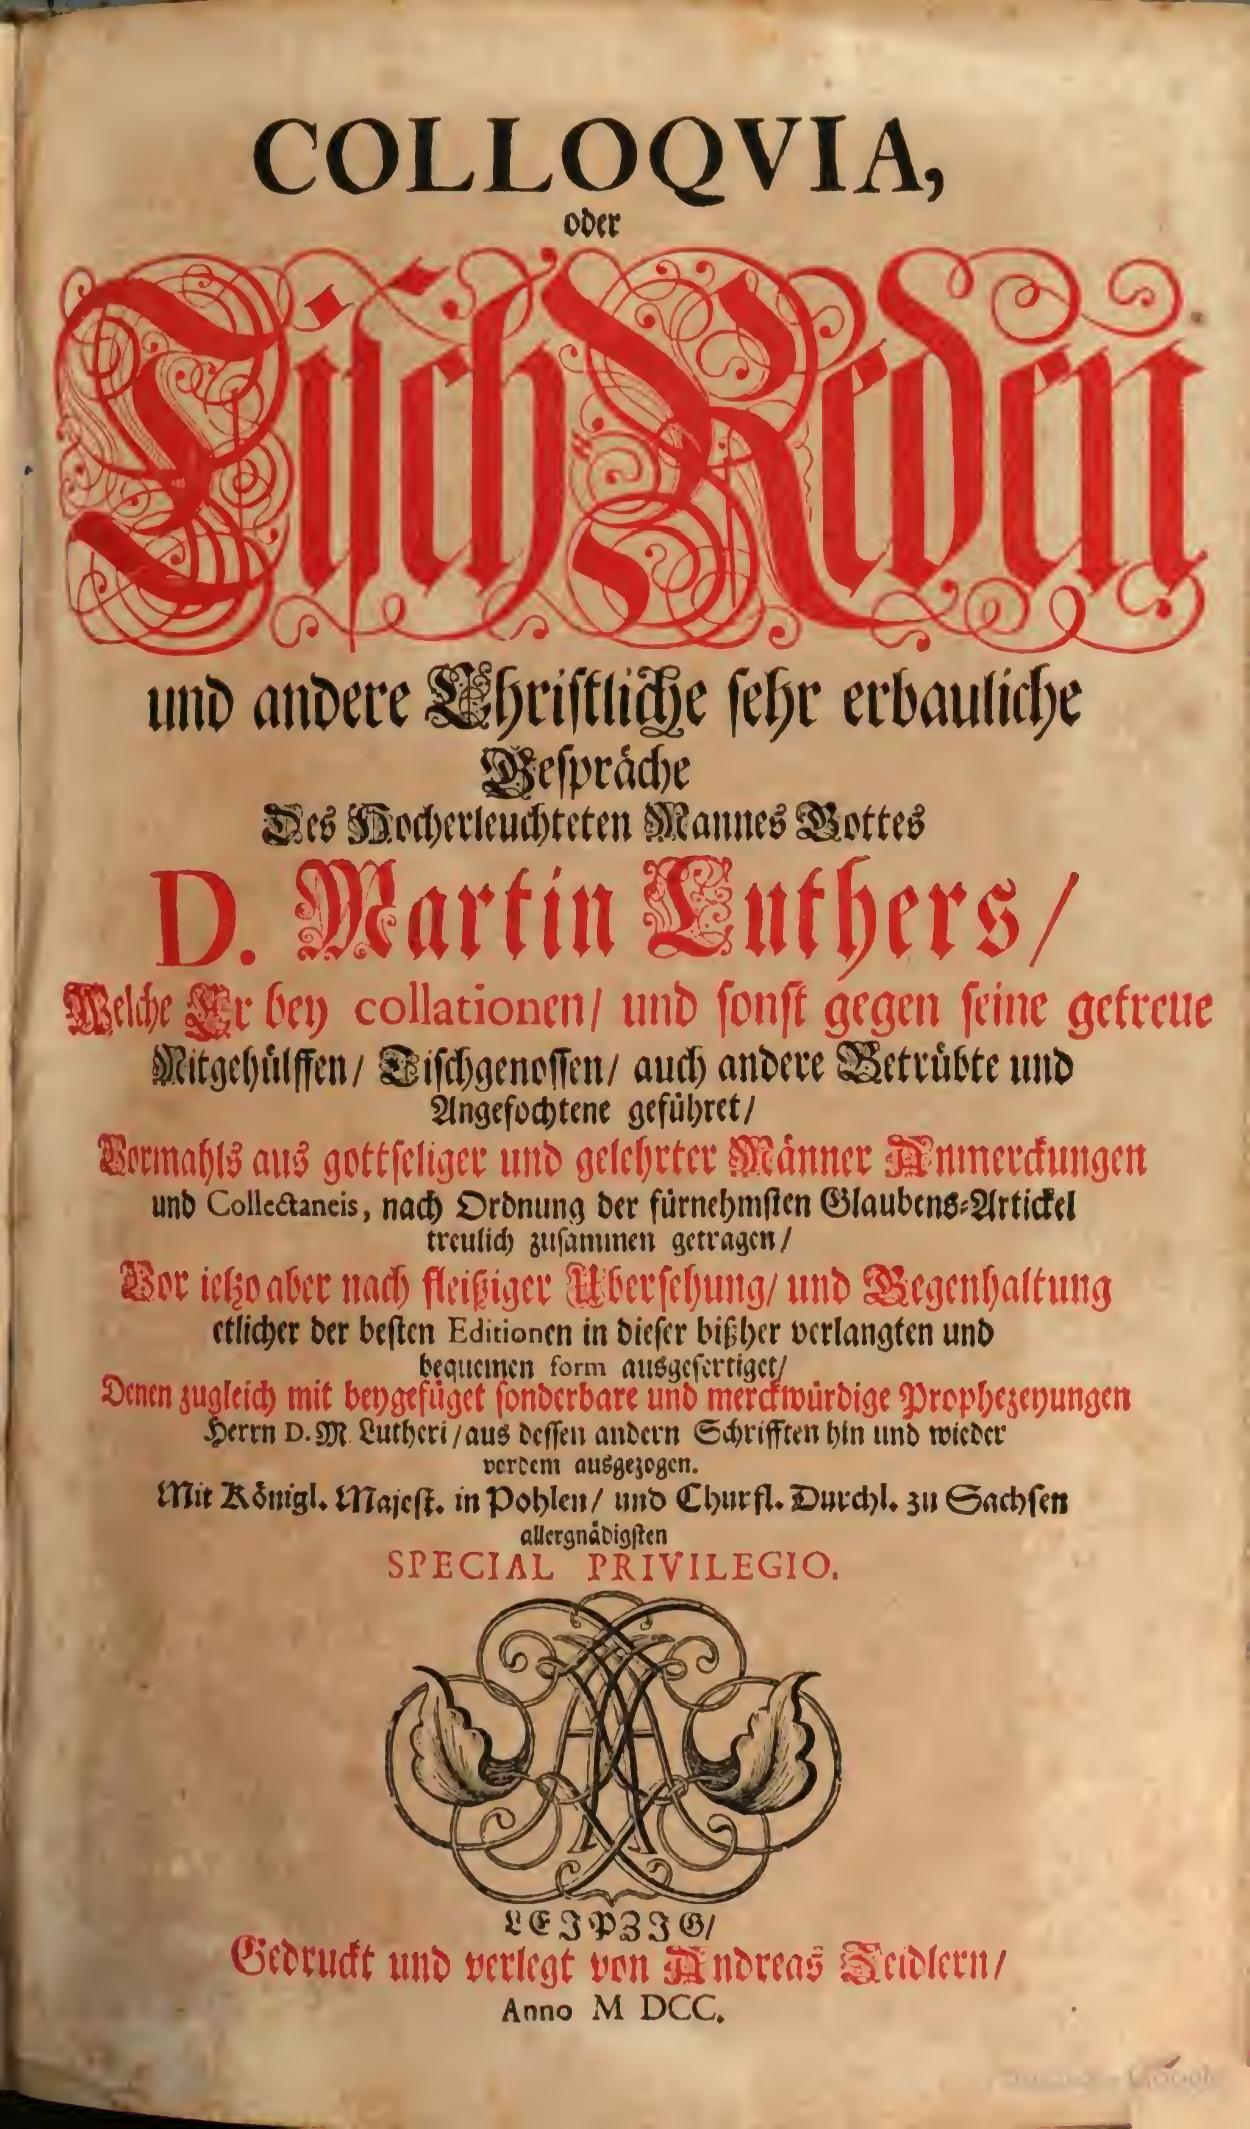 COLLOQVIA,
oder
Tisch Reden
und andere Christliche sehr erbauliche
Gespräche
Des Hocherleuchteten Mannes Gottes
D. Martin Luthers/
Welche Er bey collationen/ und sonst gegen seine getreue
Mitgehülffen/ Tischgenossen/ auch andere Betrübte und
Angefochtene geführet/
Vormahls aus gottseliger und gelehrter Männer Anmerckungen
und Collectaneis, nach Ordnung der fürnehmsten Glaubens-Artickel
treulich zusammen getragen/
Vor ietzo aber nach fleißiger Ubersehung/ und Gegenhaltung
etlicher der besten Editionen in dieser bißher verlangten und
bequemen form ausgefertiget/
Denen zugleich mit beygefüget sonderbare und merckwürdige Prophezeyungen
Herrn D. M. Lutheri/ aus dessen andern Schrifften hin und wieder
vordem ausgezogen.
Mit Königl. Majest. in Pohlen/ und Churfl. Durchl. zu Sachsen
allergnädigsten
SPECIAL PRIVILEGIO.
LEJPZJG/
Gedruckt und verlegt von Andreas Zeidlern/
Anno M DCC.
Google